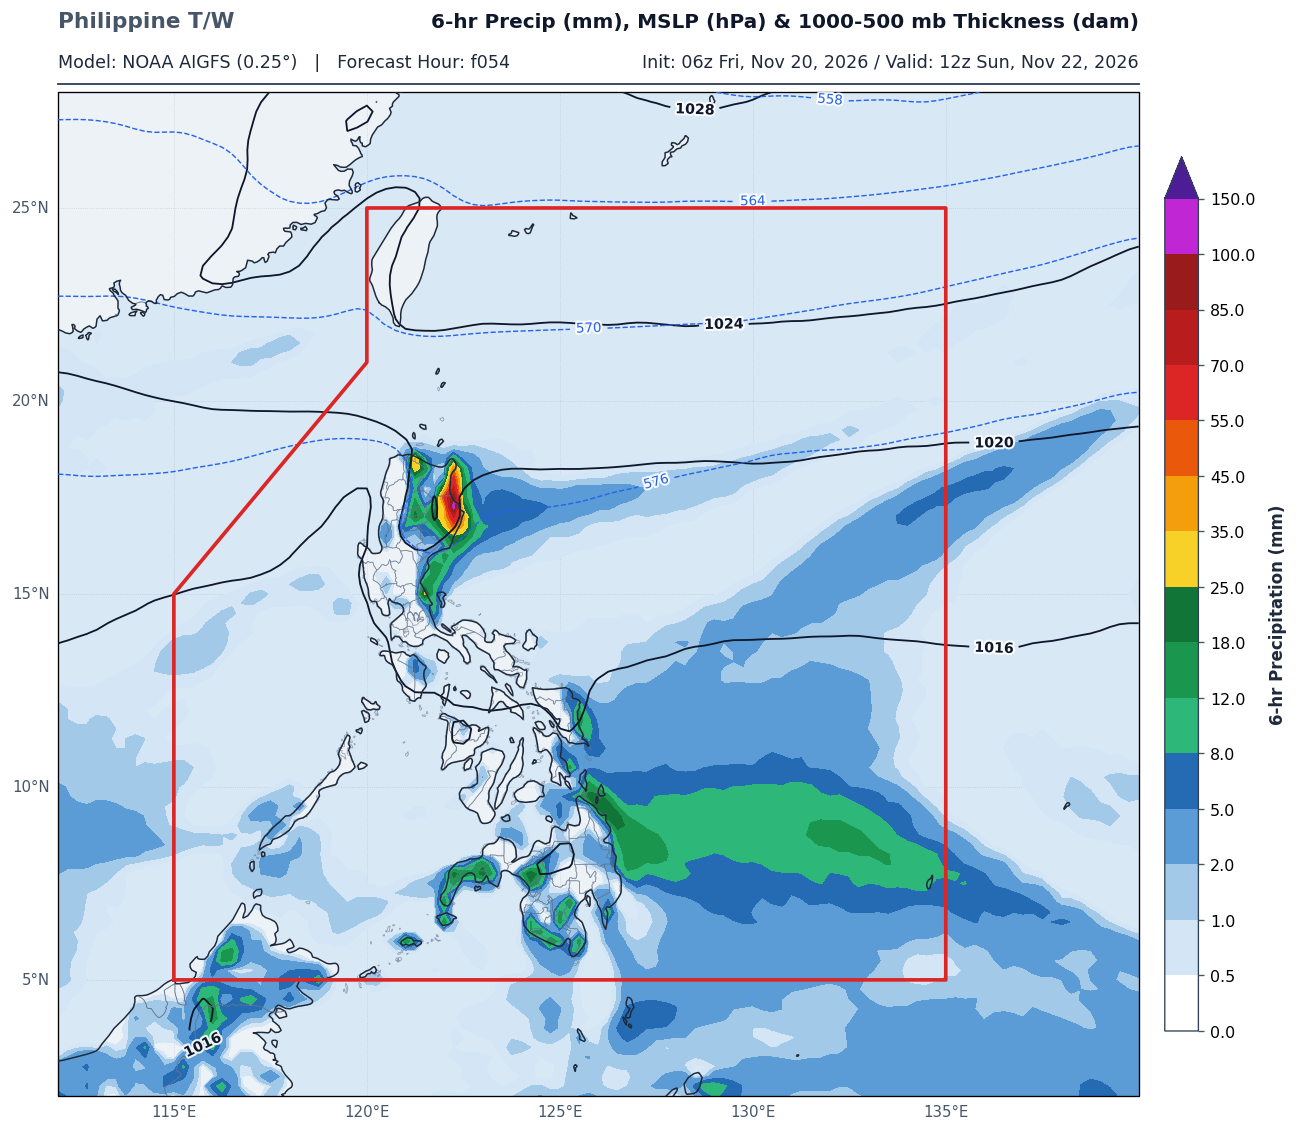 Philippine T/W
6-hr Precip (mm), MSLP (hPa) & 1000-500 mb Thickness (dam)
Model: NOAA AIGFS (0.25°) | Forecast Hour: f054
Init: 06z Fri, Nov 20, 2026 / Valid: 12z Sun, Nov 22, 2026
1028
558
564
570
1024
1020
576
1016
1016
25°N
20°N
15°N
10°N
5°N
115°E
120°E
125°E
130°E
135°E
150.0
100.0
85.0
70.0
55.0
45.0
35.0
25.0
18.0
12.0
8.0
5.0
2.0
1.0
0.5
0.0
6-hr Precipitation (mm)